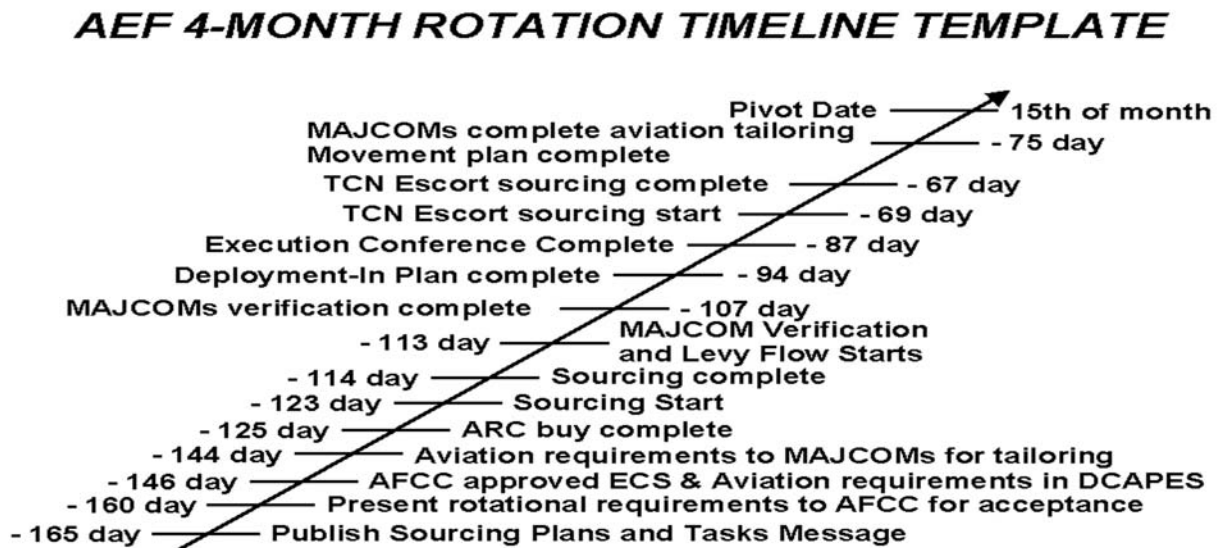 AEF 4-MONTH ROTATION TIMELINE TEMPLATE
Pivot Date 15th of month
MAJCOMs complete aviation tailoring
Movement plan complete - 75 day
TCN Escort sourcing complete - 67 day
TCN Escort sourcing start - 69 day
Execution Conference Complete - 87 day
Deployment-In Plan complete - 94 day
MAJCOMs verification complete - 107 day
- 113 day MAJCOM Verification
and Levy Flow Starts
- 114 day Sourcing complete
- 123 day Sourcing Start
- 125 day ARC buy complete
- 144 day Aviation requirements to MAJCOMs for tailoring
- 146 day AFCC approved ECS & Aviation requirements in DCAPES
- 160 day Present rotational requirements to AFCC for acceptance
- 165 day Publish Sourcing Plans and Tasks Message